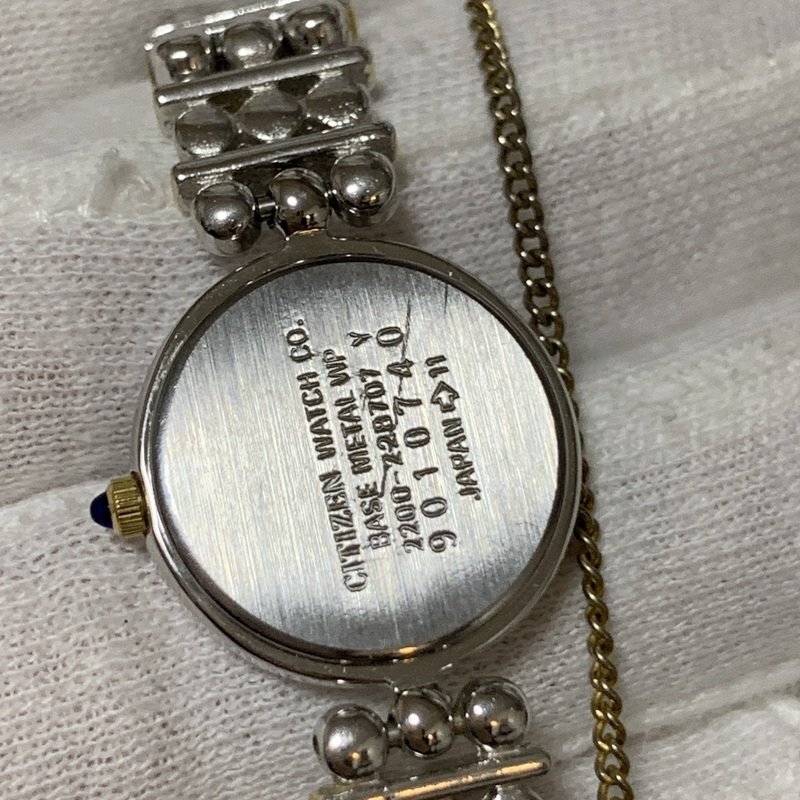 CITIZEN WATCH CO.
BASE METAL WP
2200-228707 Y
9010740
JAPAN ⇨ 11